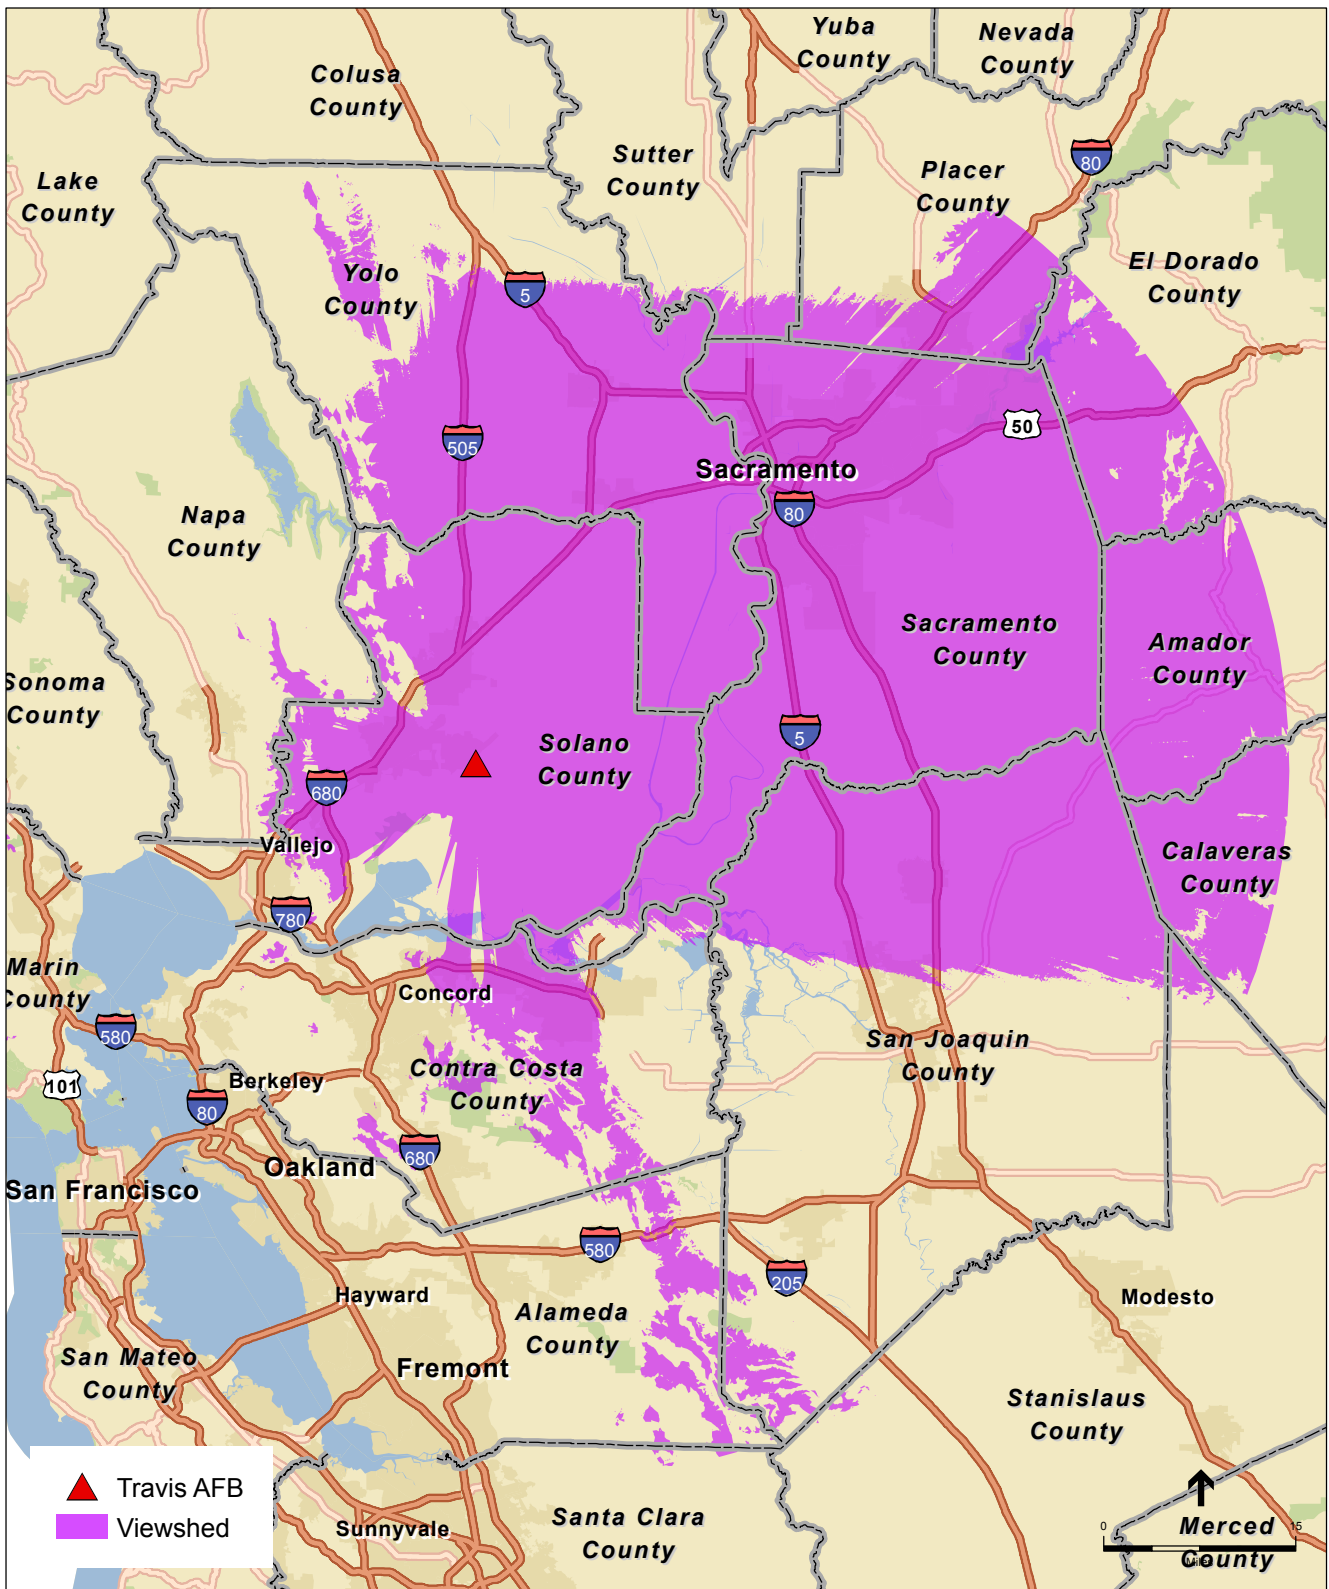 Yuba
County
Nevada
County
Colusa
County
Sutter
County
80
Placer
County
Lake
County
El Dorado
County
Yolo
County
5
50
505
Sacramento
80
Napa
County
Sacramento
County
Amador
County
Sonoma
County
Solano
County
5
680
Vallejo
Calaveras
County
780
Marin
County
Concord
580
San Joaquin
County
101
Berkeley
Contra Costa
County
80
680
Oakland
San Francisco
580
205
Hayward
Modesto
Alameda
County
San Mateo
County
Fremont
Stanislaus
County
Travis AFB
Viewshed
Sunnyvale
Santa Clara
County
0
15
Miles
Merced
County